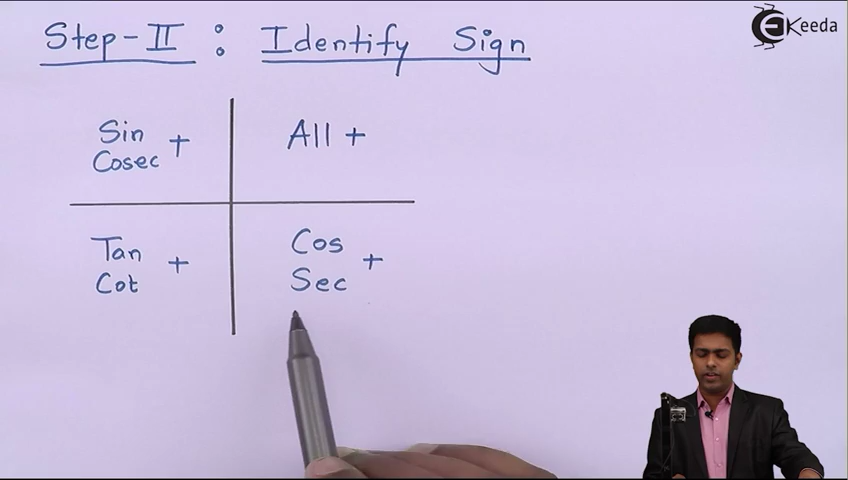 Step-II : Identify Sign
Keeda
Sin
Cosec +
All +
Tan
Cot +
Cos
Sec +